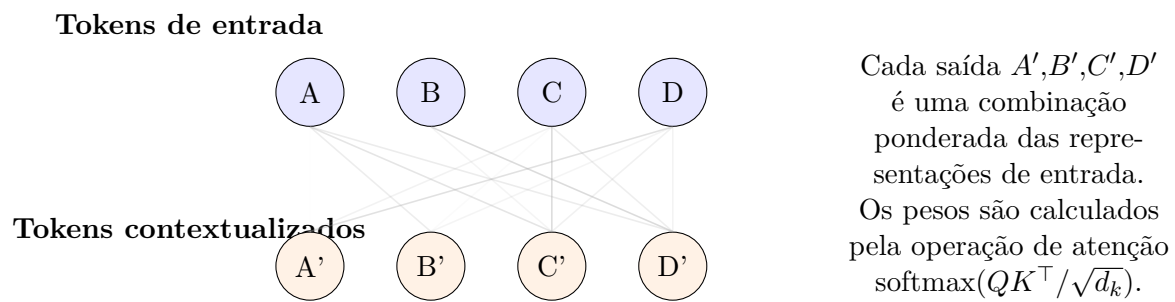 Tokens de entrada
A B C D
Tokens contextualizados
A' B' C' D'
Cada saída A′,B′,C′,D′
é uma combinação
ponderada das repre-
sentações de entrada.
Os pesos são calculados
pela operação de atenção
softmax(QK⊤/√dₖ).